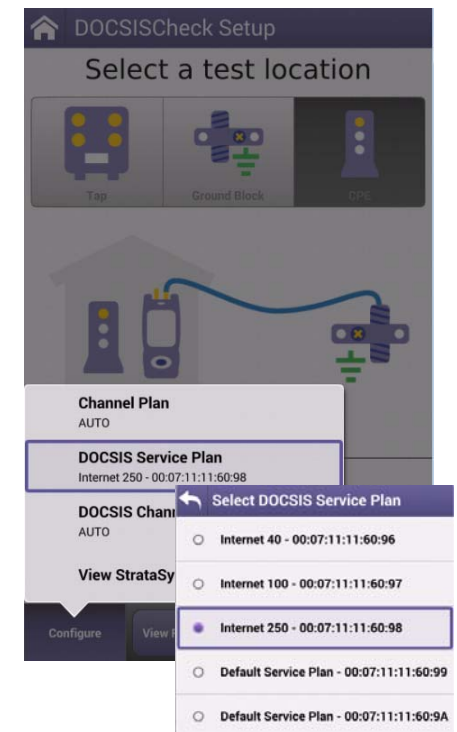 DOCSISCheck Setup
Select a test location
Tap
Ground Block
CPE
Channel Plan
AUTO
DOCSIS Service Plan
Internet 250 - 00:07:11:11:60:98
DOCSIS Chann
AUTO
View StrataSy
Configure
View
Select DOCSIS Service Plan
Internet 40 - 00:07:11:11:60:96
Internet 100 - 00:07:11:11:60:97
Internet 250 - 00:07:11:11:60:98
Default Service Plan - 00:07:11:11:60:99
Default Service Plan - 00:07:11:11:60:9A